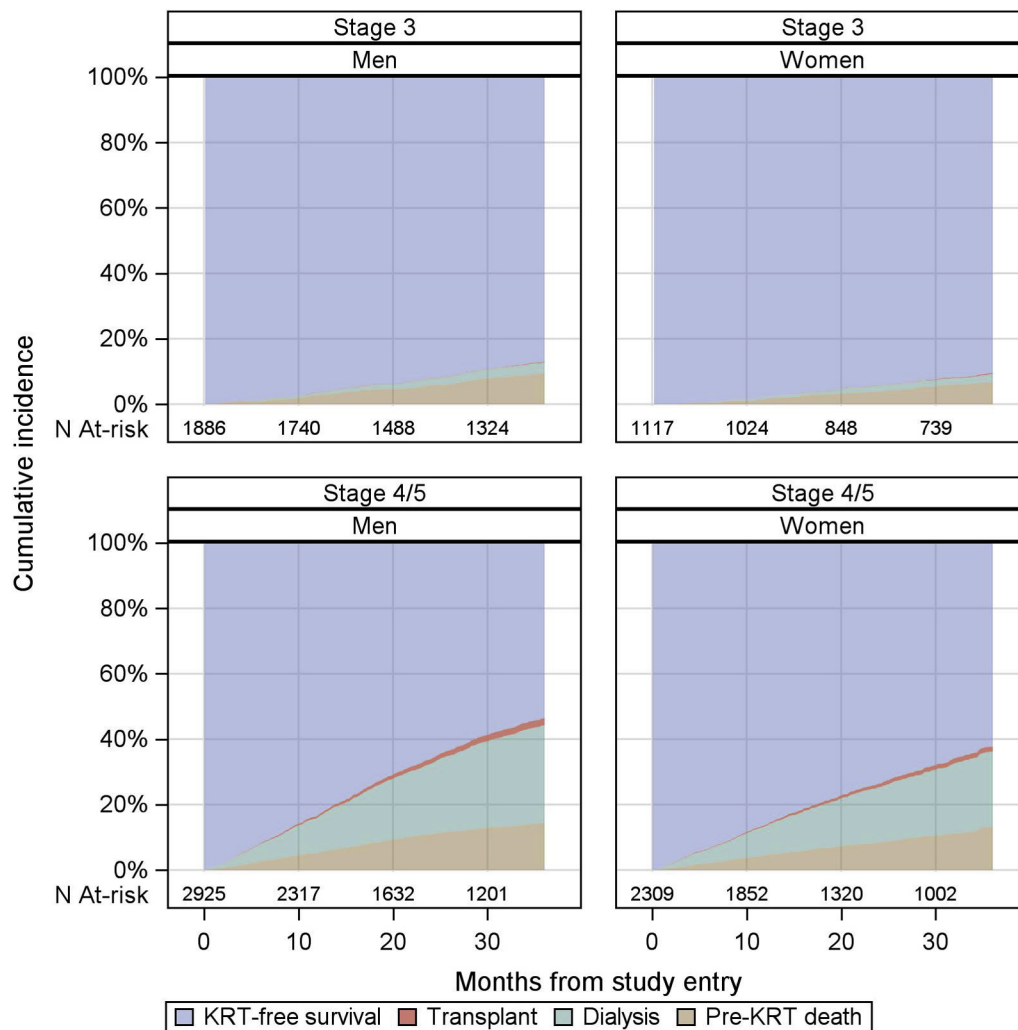 Stage 3
Stage 3
Men
Women
100%
80%
60%
40%
20%
0%
N At-risk
1886 1740 1488 1324
1117 1024 848 739
Stage 4/5
Stage 4/5
Men
Women
100%
80%
60%
40%
20%
0%
N At-risk
2925 2317 1632 1201
2309 1852 1320 1002
0 10 20 30
0 10 20 30
Cumulative incidence
Months from study entry
KRT-free survival Transplant Dialysis Pre-KRT death